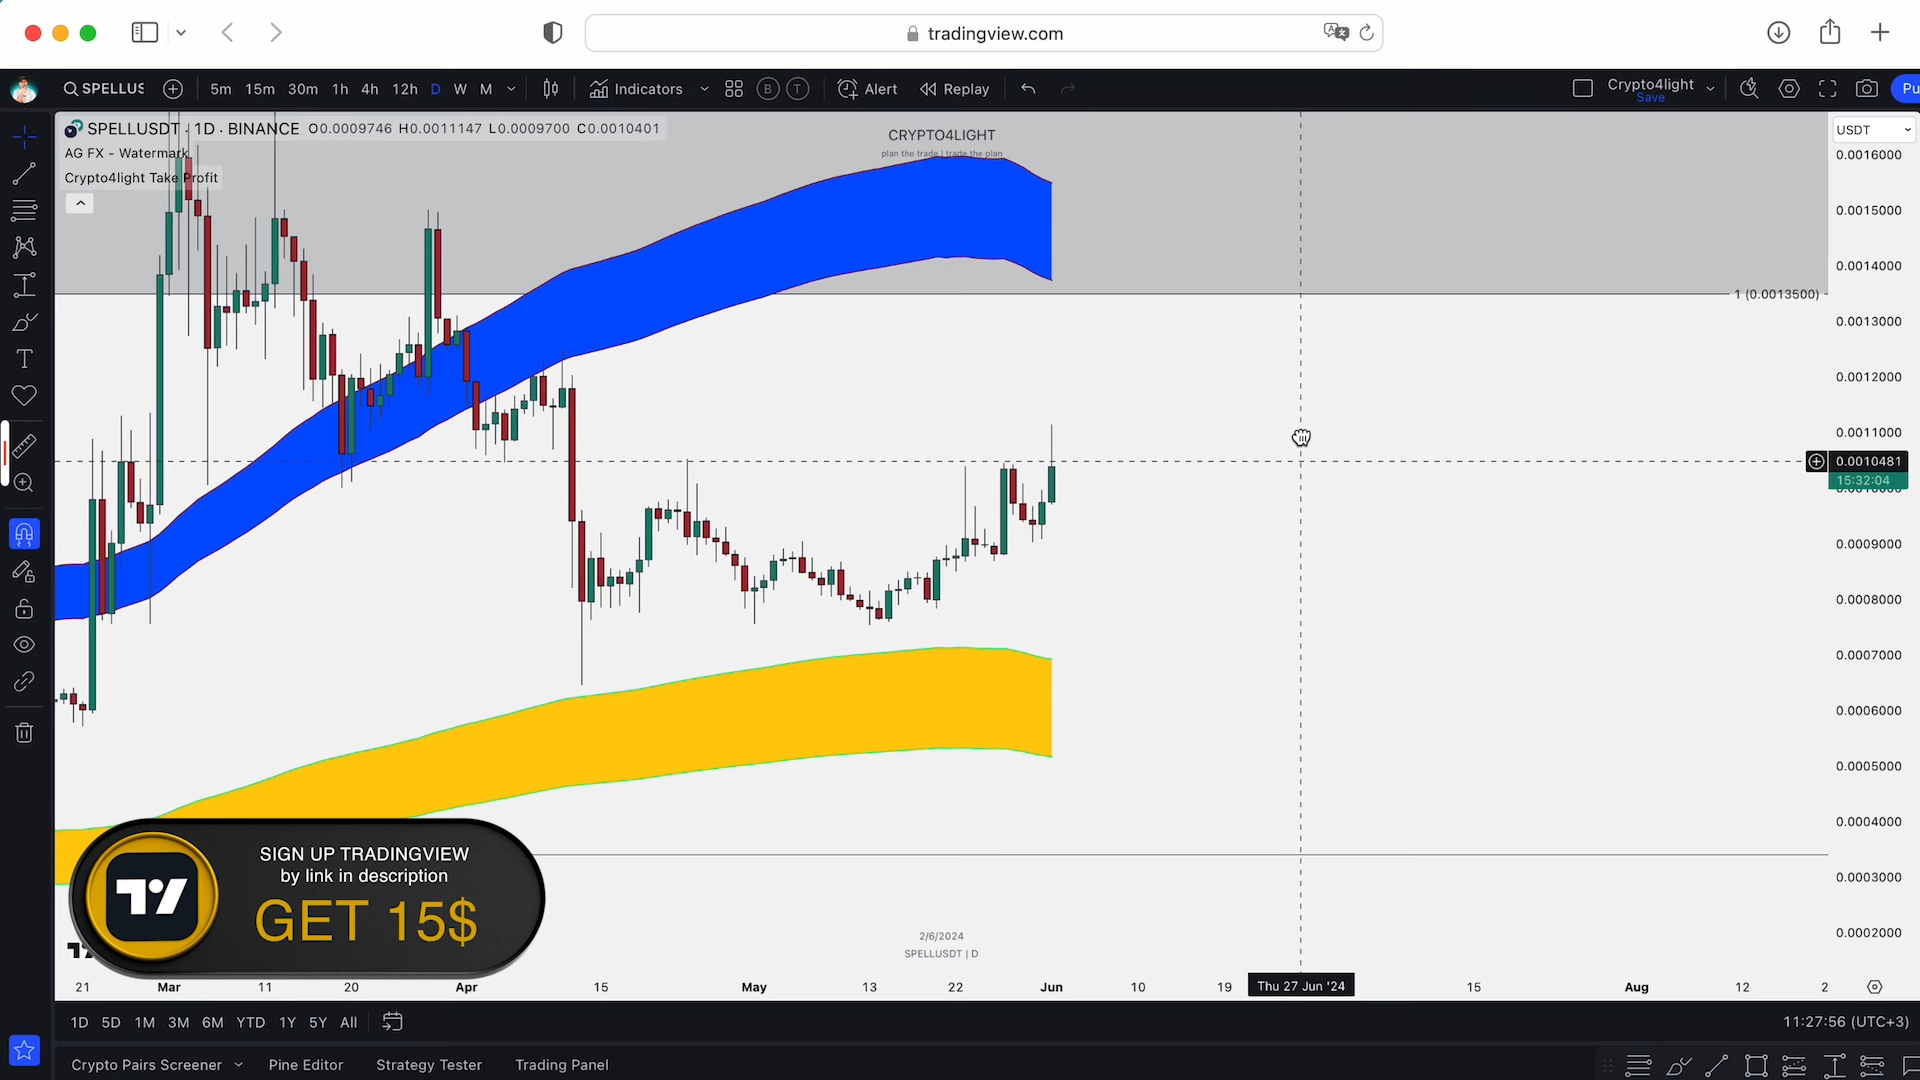 tradingview.com
SPELLUS 5m 15m 30m 1h 4h 12h D W M Indicators B T Alert Replay Crypto4light Save Pu
SPELLUSDT · 1D · BINANCE O0.0009746 H0.0011147 L0.0009700 C0.0010401
AG FX - Watermark
Crypto4light Take Profit
CRYPTO4LIGHT
plan the trade | trade the plan
USDT
0.0016000
0.0015000
0.0014000
1 (0.0013500)
0.0013000
0.0012000
0.0011000
0.0010481
15:32:04
0.0009000
0.0008000
0.0007000
0.0006000
0.0005000
0.0004000
0.0003000
0.0002000
SIGN UP TRADINGVIEW
by link in description
GET 15$
2/6/2024
SPELLUSDT | D
21 Mar 11 20 Apr 15 May 13 22 Jun 10 19 Thu 27 Jun '24 15 Aug 12 2
1D 5D 1M 3M 6M YTD 1Y 5Y All 11:27:56 (UTC+3)
Crypto Pairs Screener Pine Editor Strategy Tester Trading Panel